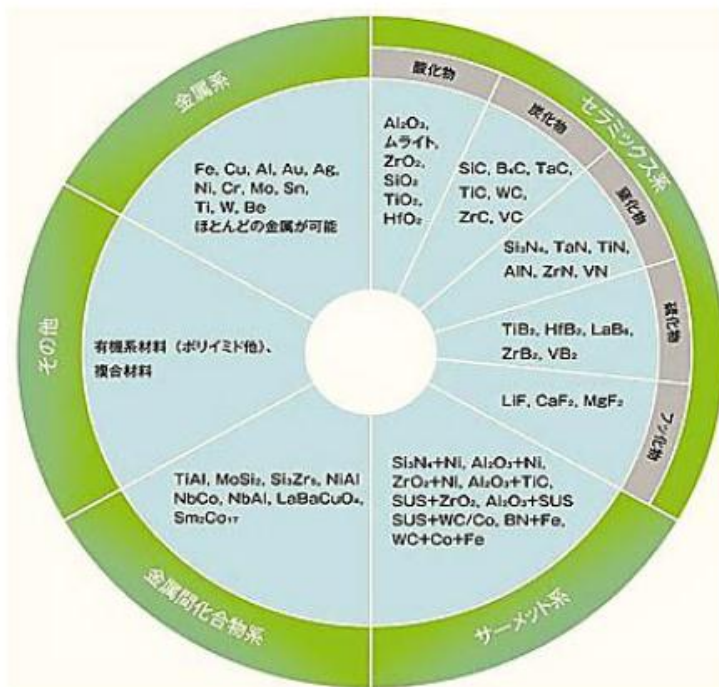 金属系
Fe, Cu, Al, Au, Ag,
Ni, Cr, Mo, Sn,
Ti, W, Be
ほとんどの金属が可能
セラミックス系
酸化物
Al₂O₃,
ムライト,
ZrO₂,
SiO₂
TiO₂,
HfO₂
炭化物
SiC, B₄C, TaC,
TiC, WC,
ZrC, VC
窒化物
Si₃N₄, TaN, TiN,
AlN, ZrN, VN
硼化物
TiB₂, HfB₂, LaB₆,
ZrB₂, VB₂
フッ化物
LiF, CaF₂, MgF₂
サーメット系
Si₃N₄+Ni, Al₂O₃+Ni,
ZrO₂+Ni, Al₂O₃+TiC,
SUS+ZrO₂, Al₂O₃+SUS
SUS+WC/Co, BN+Fe,
WC+Co+Fe
金属間化合物系
TiAl, MoSi₂, Si₃Zr₅, NiAl
NbCo, NbAl, LaBaCuO₄,
Sm₂Co₁₇
その他
有機系材料（ポリイミド他）、
複合材料